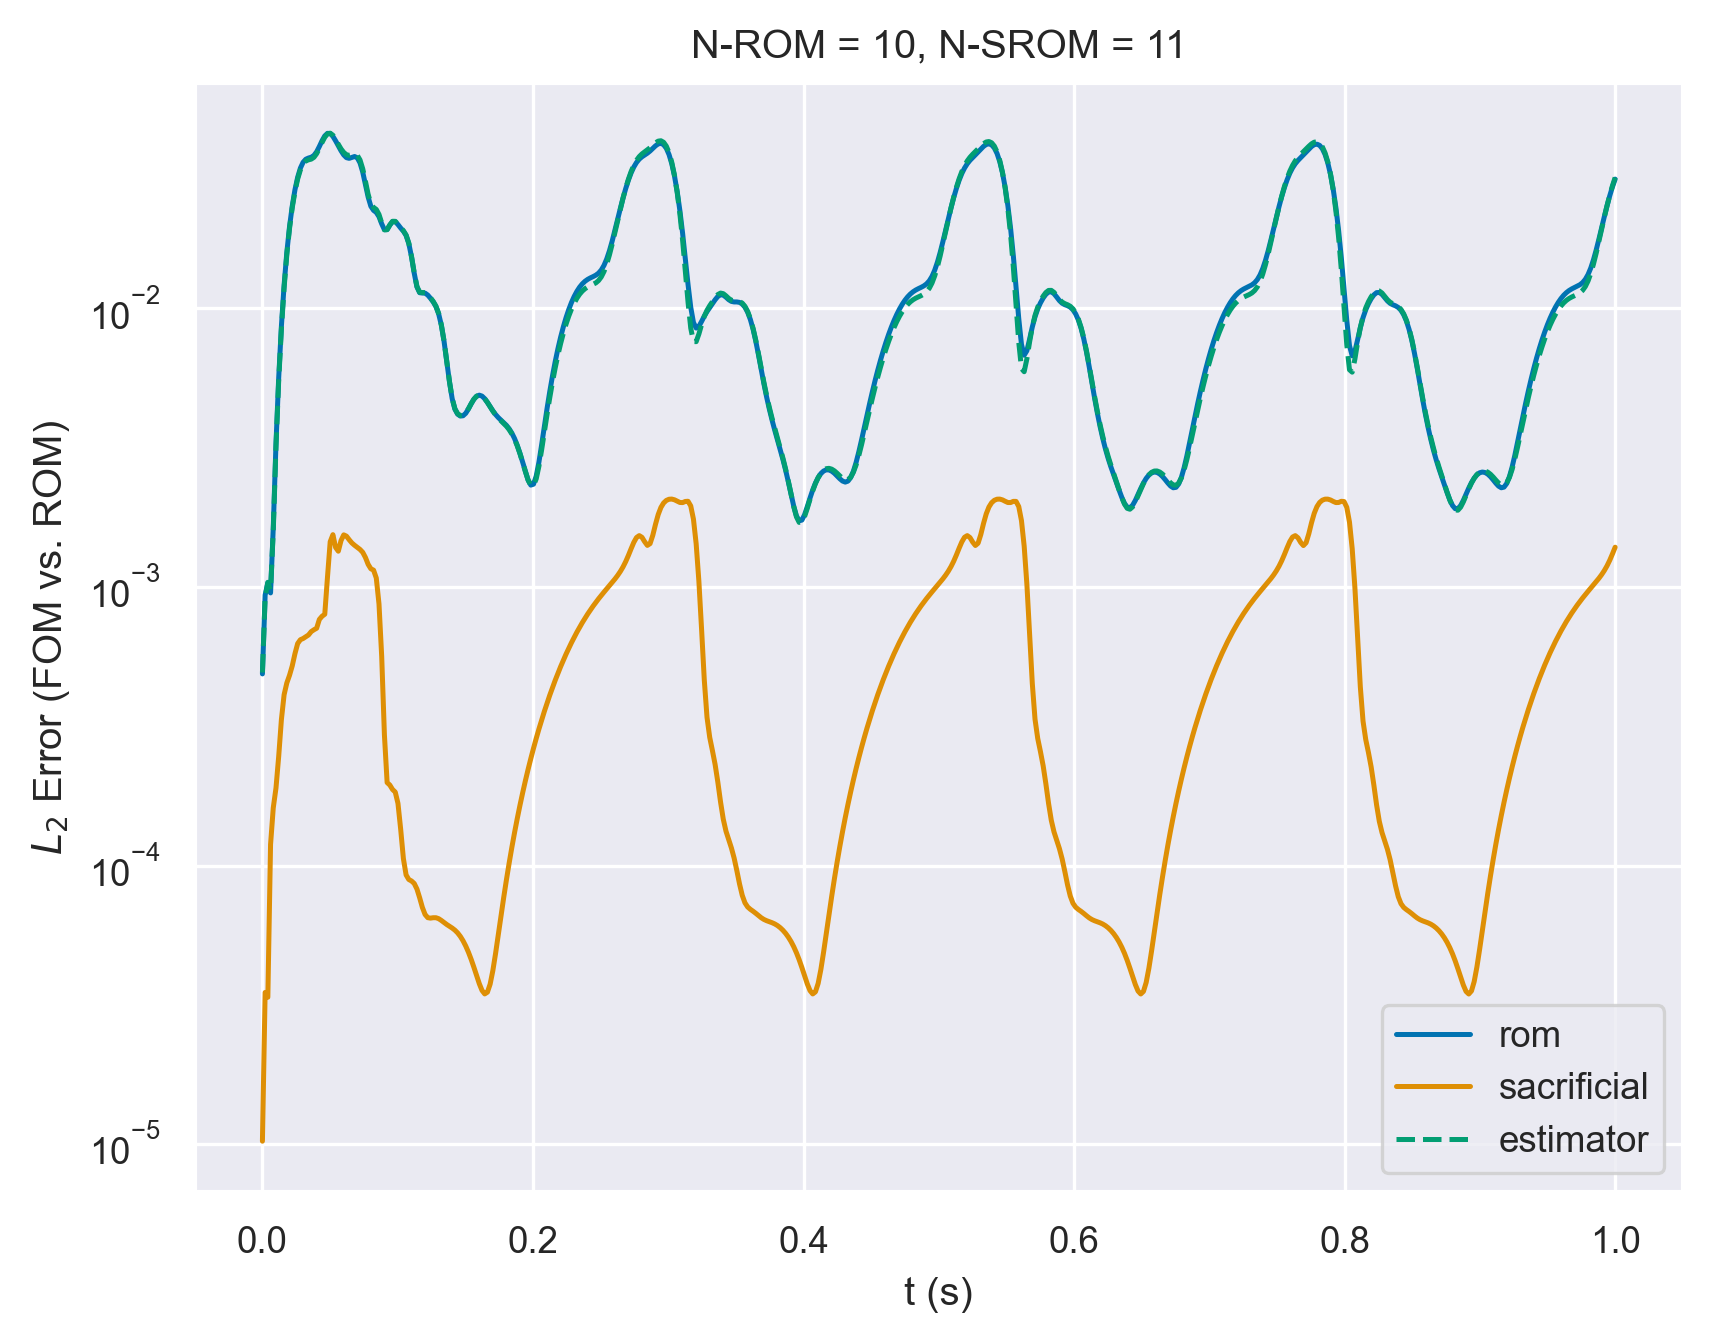 N-ROM = 10, N-SROM = 11
L₂ Error (FOM vs. ROM)
10⁻²
10⁻³
10⁻⁴
10⁻⁵
0.0 0.2 0.4 0.6 0.8 1.0
t (s)
rom
sacrificial
estimator